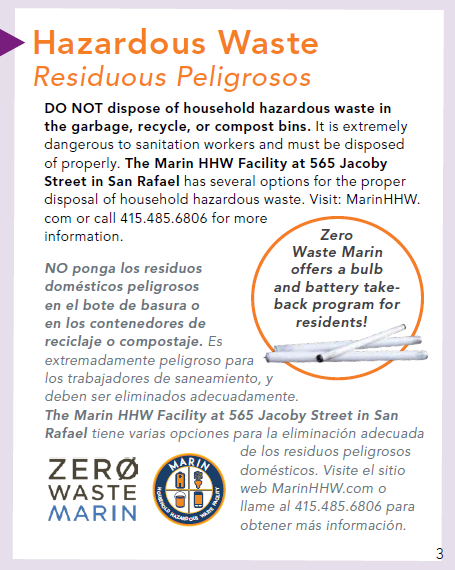 Hazardous Waste
Residuous Peligrosos
DO NOT dispose of household hazardous waste in
the garbage, recycle, or compost bins. It is extremely
dangerous to sanitation workers and must be disposed
of properly. The Marin HHW Facility at 565 Jacoby
Street in San Rafael has several options for the proper
disposal of household hazardous waste. Visit: MarinHHW.
com or call 415.485.6806 for more
information.
Zero
Waste Marin
offers a bulb
and battery take-
back program for
residents!
NO ponga los residuos
domésticos peligrosos
en el bote de basura o
en los contenedores de
reciclaje o compostaje. Es
extremadamente peligroso para
los trabajadores de saneamiento, y
deben ser eliminados adecuadamente.
The Marin HHW Facility at 565 Jacoby Street in San
Rafael tiene varias opciones para la eliminación adecuada
de los residuos peligrosos
domésticos. Visite el sitio
web MarinHHW.com o
llame al 415.485.6806 para
obtener más información.
ZERØ
WASTE
MARIN
MARIN
HOUSEHOLD HAZARDOUS WASTE FACILITY
3